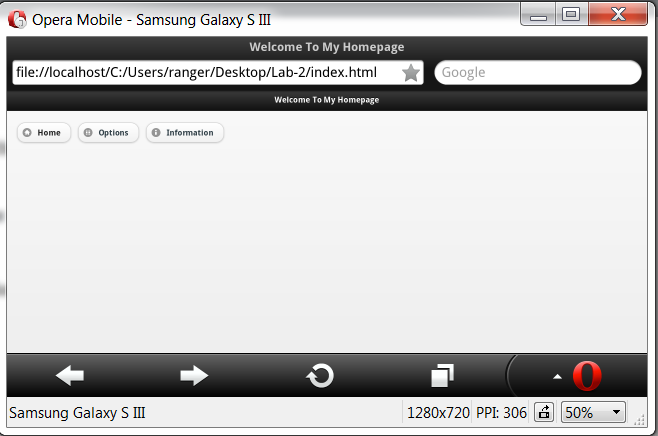 Opera Mobile - Samsung Galaxy S III
Welcome To My Homepage
file://localhost/C:/Users/ranger/Desktop/Lab-2/index.html Google
Welcome To My Homepage
Home Options Information
Samsung Galaxy S III 1280x720 PPI: 306 50%